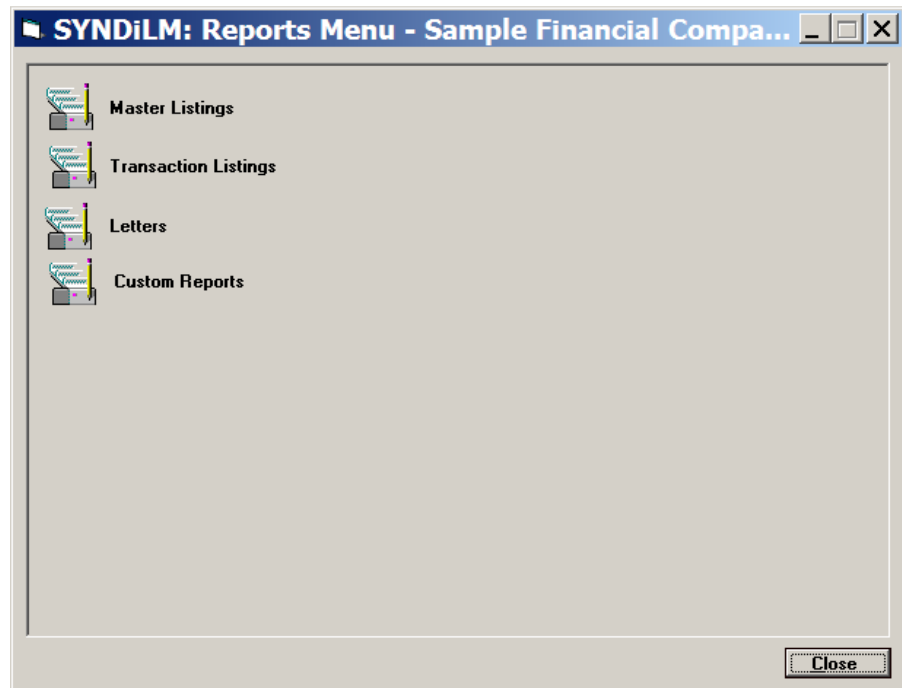 SYNDiLM: Reports Menu - Sample Financial Compa...
Master Listings
Transaction Listings
Letters
Custom Reports
Close